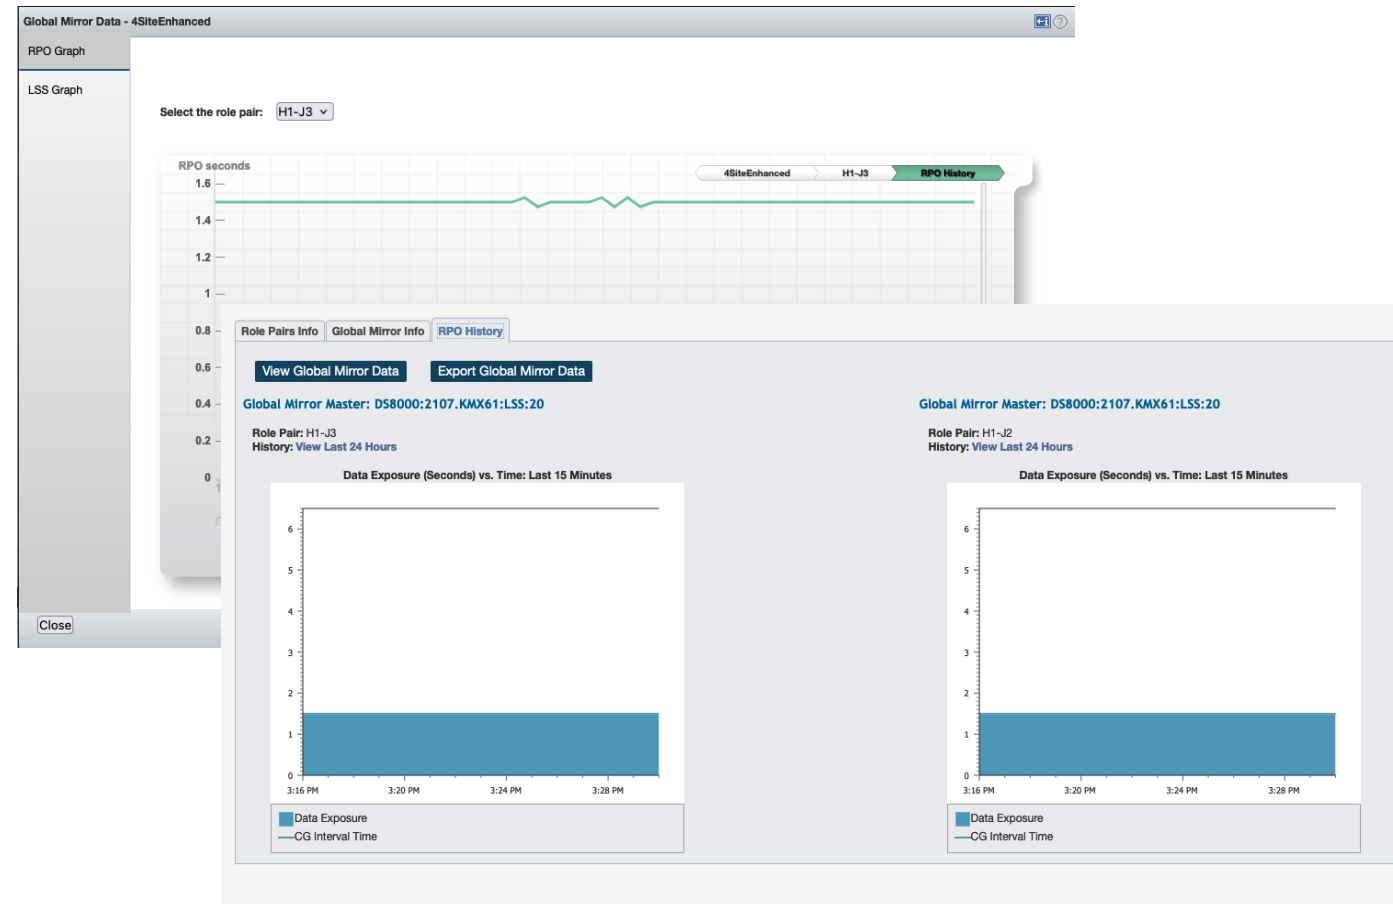 Global Mirror Data - 4SiteEnhanced
RPO Graph
LSS Graph
Select the role pair: H1-J3
RPO seconds
4SiteEnhanced H1-J3 RPO History
1.6
1.4
1.2
1
0.8
0.6
0.4
0.2
0
Close
Role Pairs Info Global Mirror Info RPO History
View Global Mirror Data Export Global Mirror Data
Global Mirror Master: DS8000:2107.KMX61:LSS:20
Role Pair: H1-J3
History: View Last 24 Hours
Data Exposure (Seconds) vs. Time: Last 15 Minutes
6
5
4
3
2
1
0
3:16 PM 3:20 PM 3:24 PM 3:28 PM
Data Exposure
CG Interval Time
Global Mirror Master: DS8000:2107.KMX61:LSS:20
Role Pair: H1-J2
History: View Last 24 Hours
Data Exposure (Seconds) vs. Time: Last 15 Minutes
6
5
4
3
2
1
0
3:16 PM 3:20 PM 3:24 PM 3:28 PM
Data Exposure
CG Interval Time